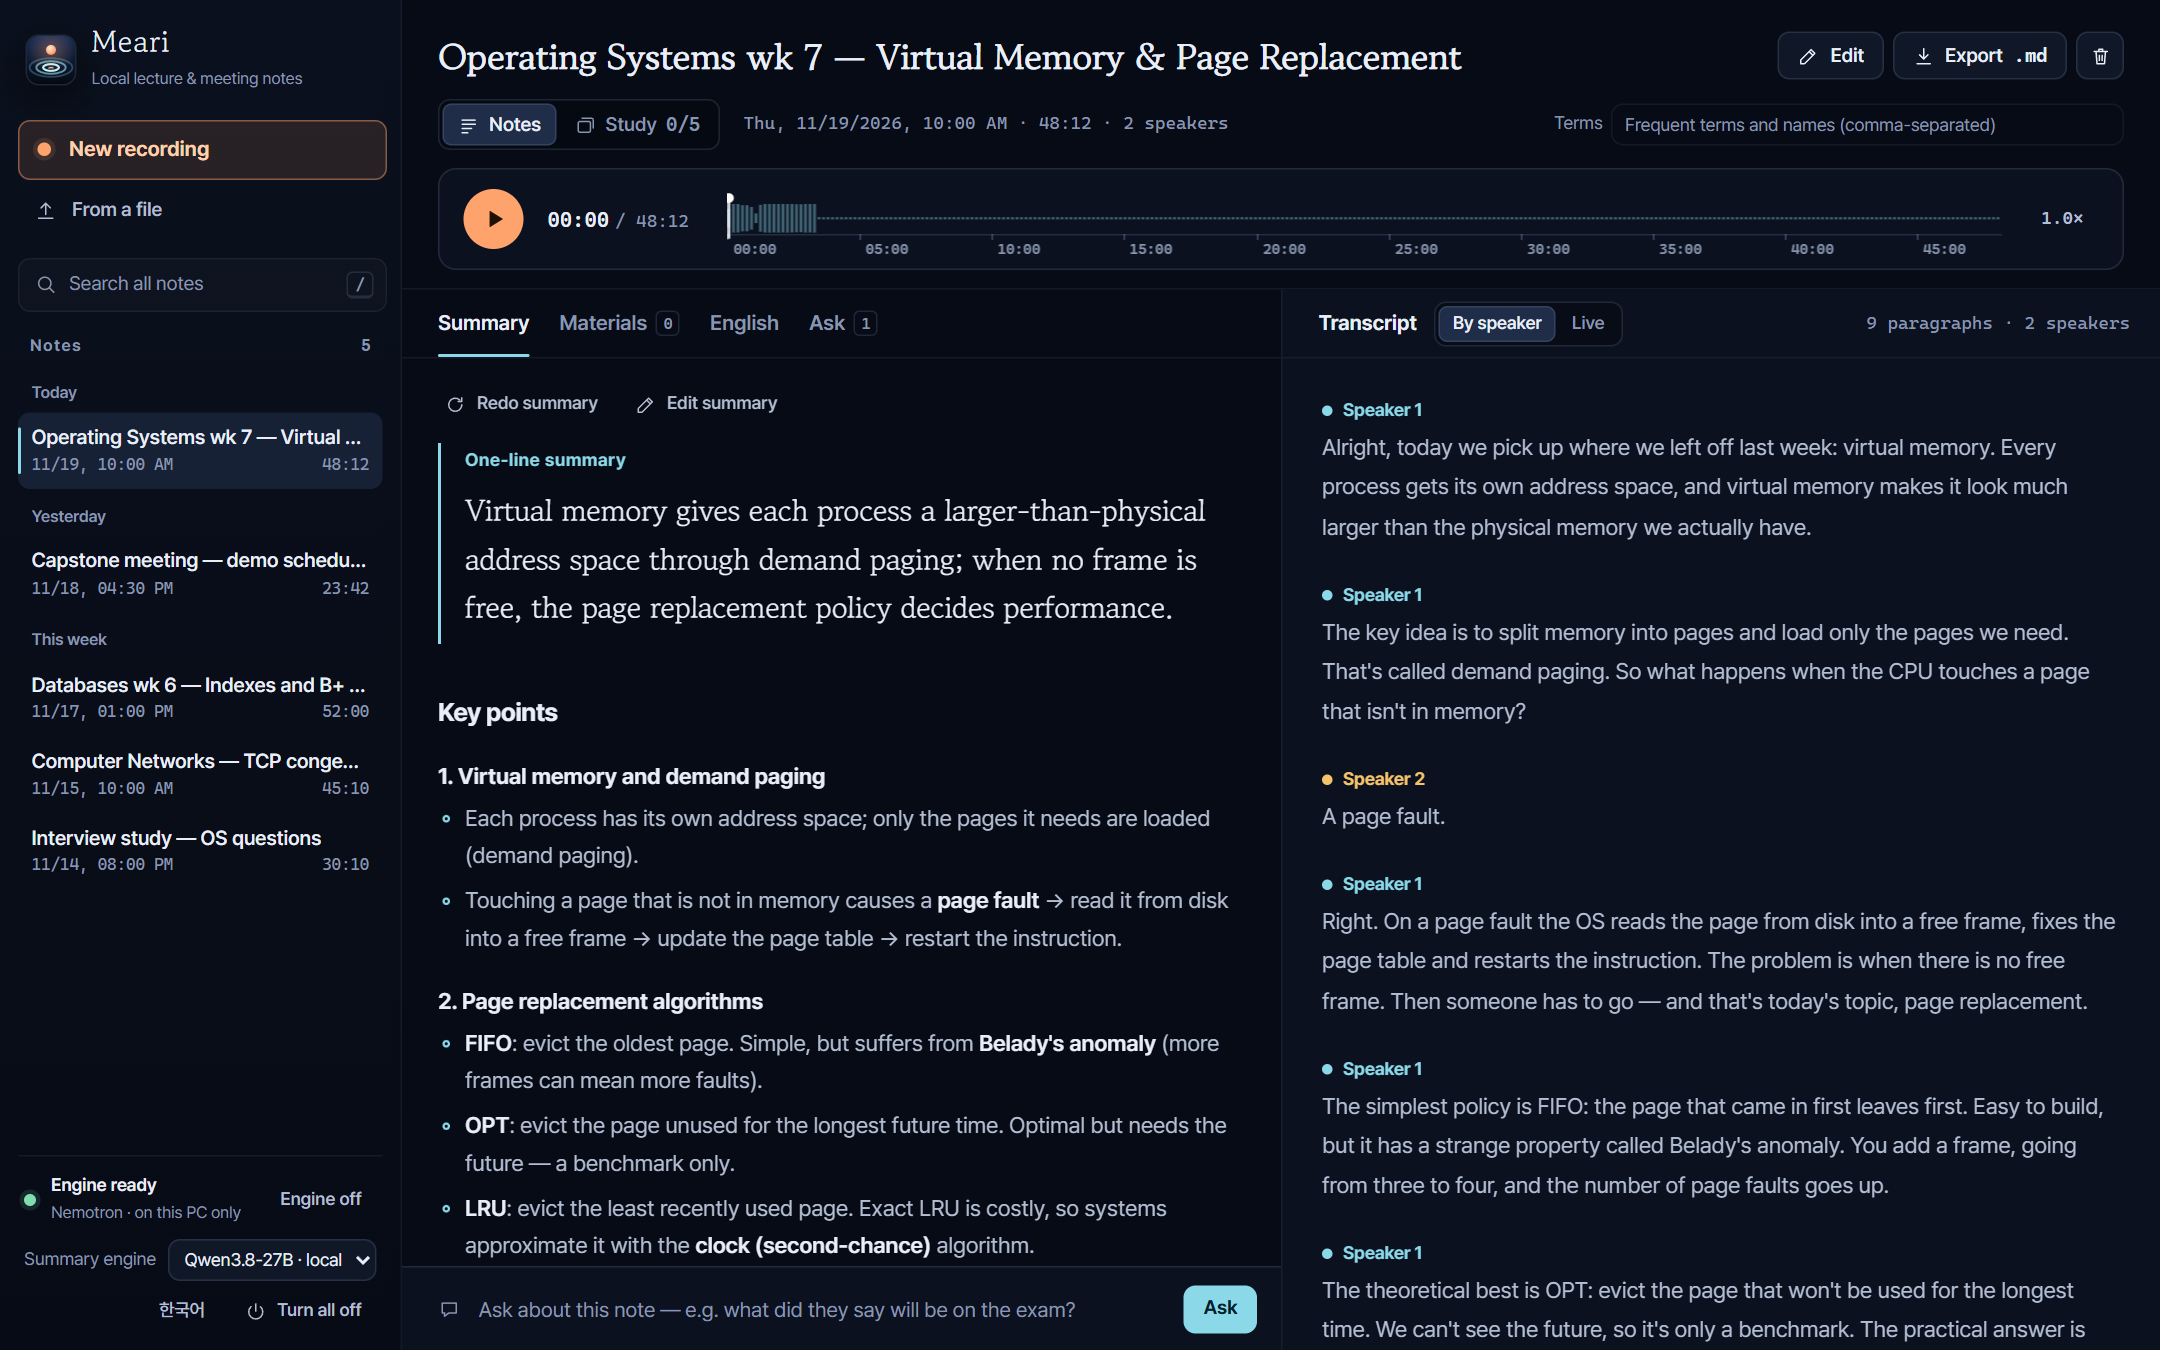 Meari
Local lecture & meeting notes
New recording
From a file
Search all notes /
Notes 5
Today
Operating Systems wk 7 — Virtual ...
11/19, 10:00 AM 48:12
Yesterday
Capstone meeting — demo schedu...
11/18, 04:30 PM 23:42
This week
Databases wk 6 — Indexes and B+ ...
11/17, 01:00 PM 52:00
Computer Networks — TCP conge...
11/15, 10:00 AM 45:10
Interview study — OS questions
11/14, 08:00 PM 30:10
Engine ready
Nemotron · on this PC only
Engine off
Summary engine Qwen3.8-27B · local
한국어 Turn all off
Operating Systems wk 7 — Virtual Memory & Page Replacement
Edit Export .md
Notes Study 0/5 Thu, 11/19/2026, 10:00 AM · 48:12 · 2 speakers
Terms Frequent terms and names (comma-separated)
00:00 / 48:12
00:00 05:00 10:00 15:00 20:00 25:00 30:00 35:00 40:00 45:00
1.0×
Summary Materials 0 English Ask 1
Redo summary Edit summary
One-line summary
Virtual memory gives each process a larger-than-physical
address space through demand paging; when no frame is
free, the page replacement policy decides performance.
Key points
1. Virtual memory and demand paging
Each process has its own address space; only the pages it needs are loaded
(demand paging).
Touching a page that is not in memory causes a page fault → read it from disk
into a free frame → update the page table → restart the instruction.
2. Page replacement algorithms
FIFO: evict the oldest page. Simple, but suffers from Belady's anomaly (more
frames can mean more faults).
OPT: evict the page unused for the longest future time. Optimal but needs the
future — a benchmark only.
LRU: evict the least recently used page. Exact LRU is costly, so systems
approximate it with the clock (second-chance) algorithm.
Ask about this note — e.g. what did they say will be on the exam? Ask
Transcript By speaker Live 9 paragraphs · 2 speakers
Speaker 1
Alright, today we pick up where we left off last week: virtual memory. Every
process gets its own address space, and virtual memory makes it look much
larger than the physical memory we actually have.
Speaker 1
The key idea is to split memory into pages and load only the pages we need.
That's called demand paging. So what happens when the CPU touches a page
that isn't in memory?
Speaker 2
A page fault.
Speaker 1
Right. On a page fault the OS reads the page from disk into a free frame, fixes the
page table and restarts the instruction. The problem is when there is no free
frame. Then someone has to go — and that's today's topic, page replacement.
Speaker 1
The simplest policy is FIFO: the page that came in first leaves first. Easy to build,
but it has a strange property called Belady's anomaly. You add a frame, going
from three to four, and the number of page faults goes up.
Speaker 1
The theoretical best is OPT: evict the page that won't be used for the longest
time. We can't see the future, so it's only a benchmark. The practical answer is